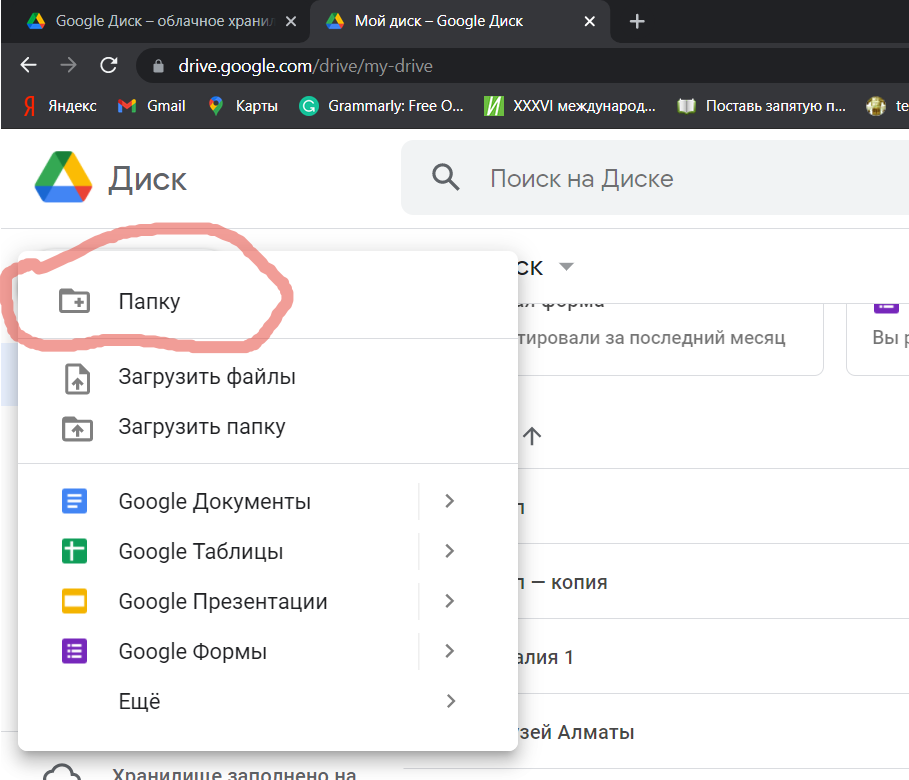 Google Диск – облачное хранил
Мой диск – Google Диск
drive.google.com/drive/my-drive
Яндекс
Gmail
Карты
Grammarly: Free O...
XXXVI международ...
Поставь запятую п...
te
Диск
Поиск на Диске
ск
Папку
ая форма
тировали за последний месяц
Вы р
Загрузить файлы
Загрузить папку
Google Документы
л
Google Таблицы
Google Презентации
л — копия
Google Формы
алия 1
Ещё
зей Алматы
Хранилище заполнено на